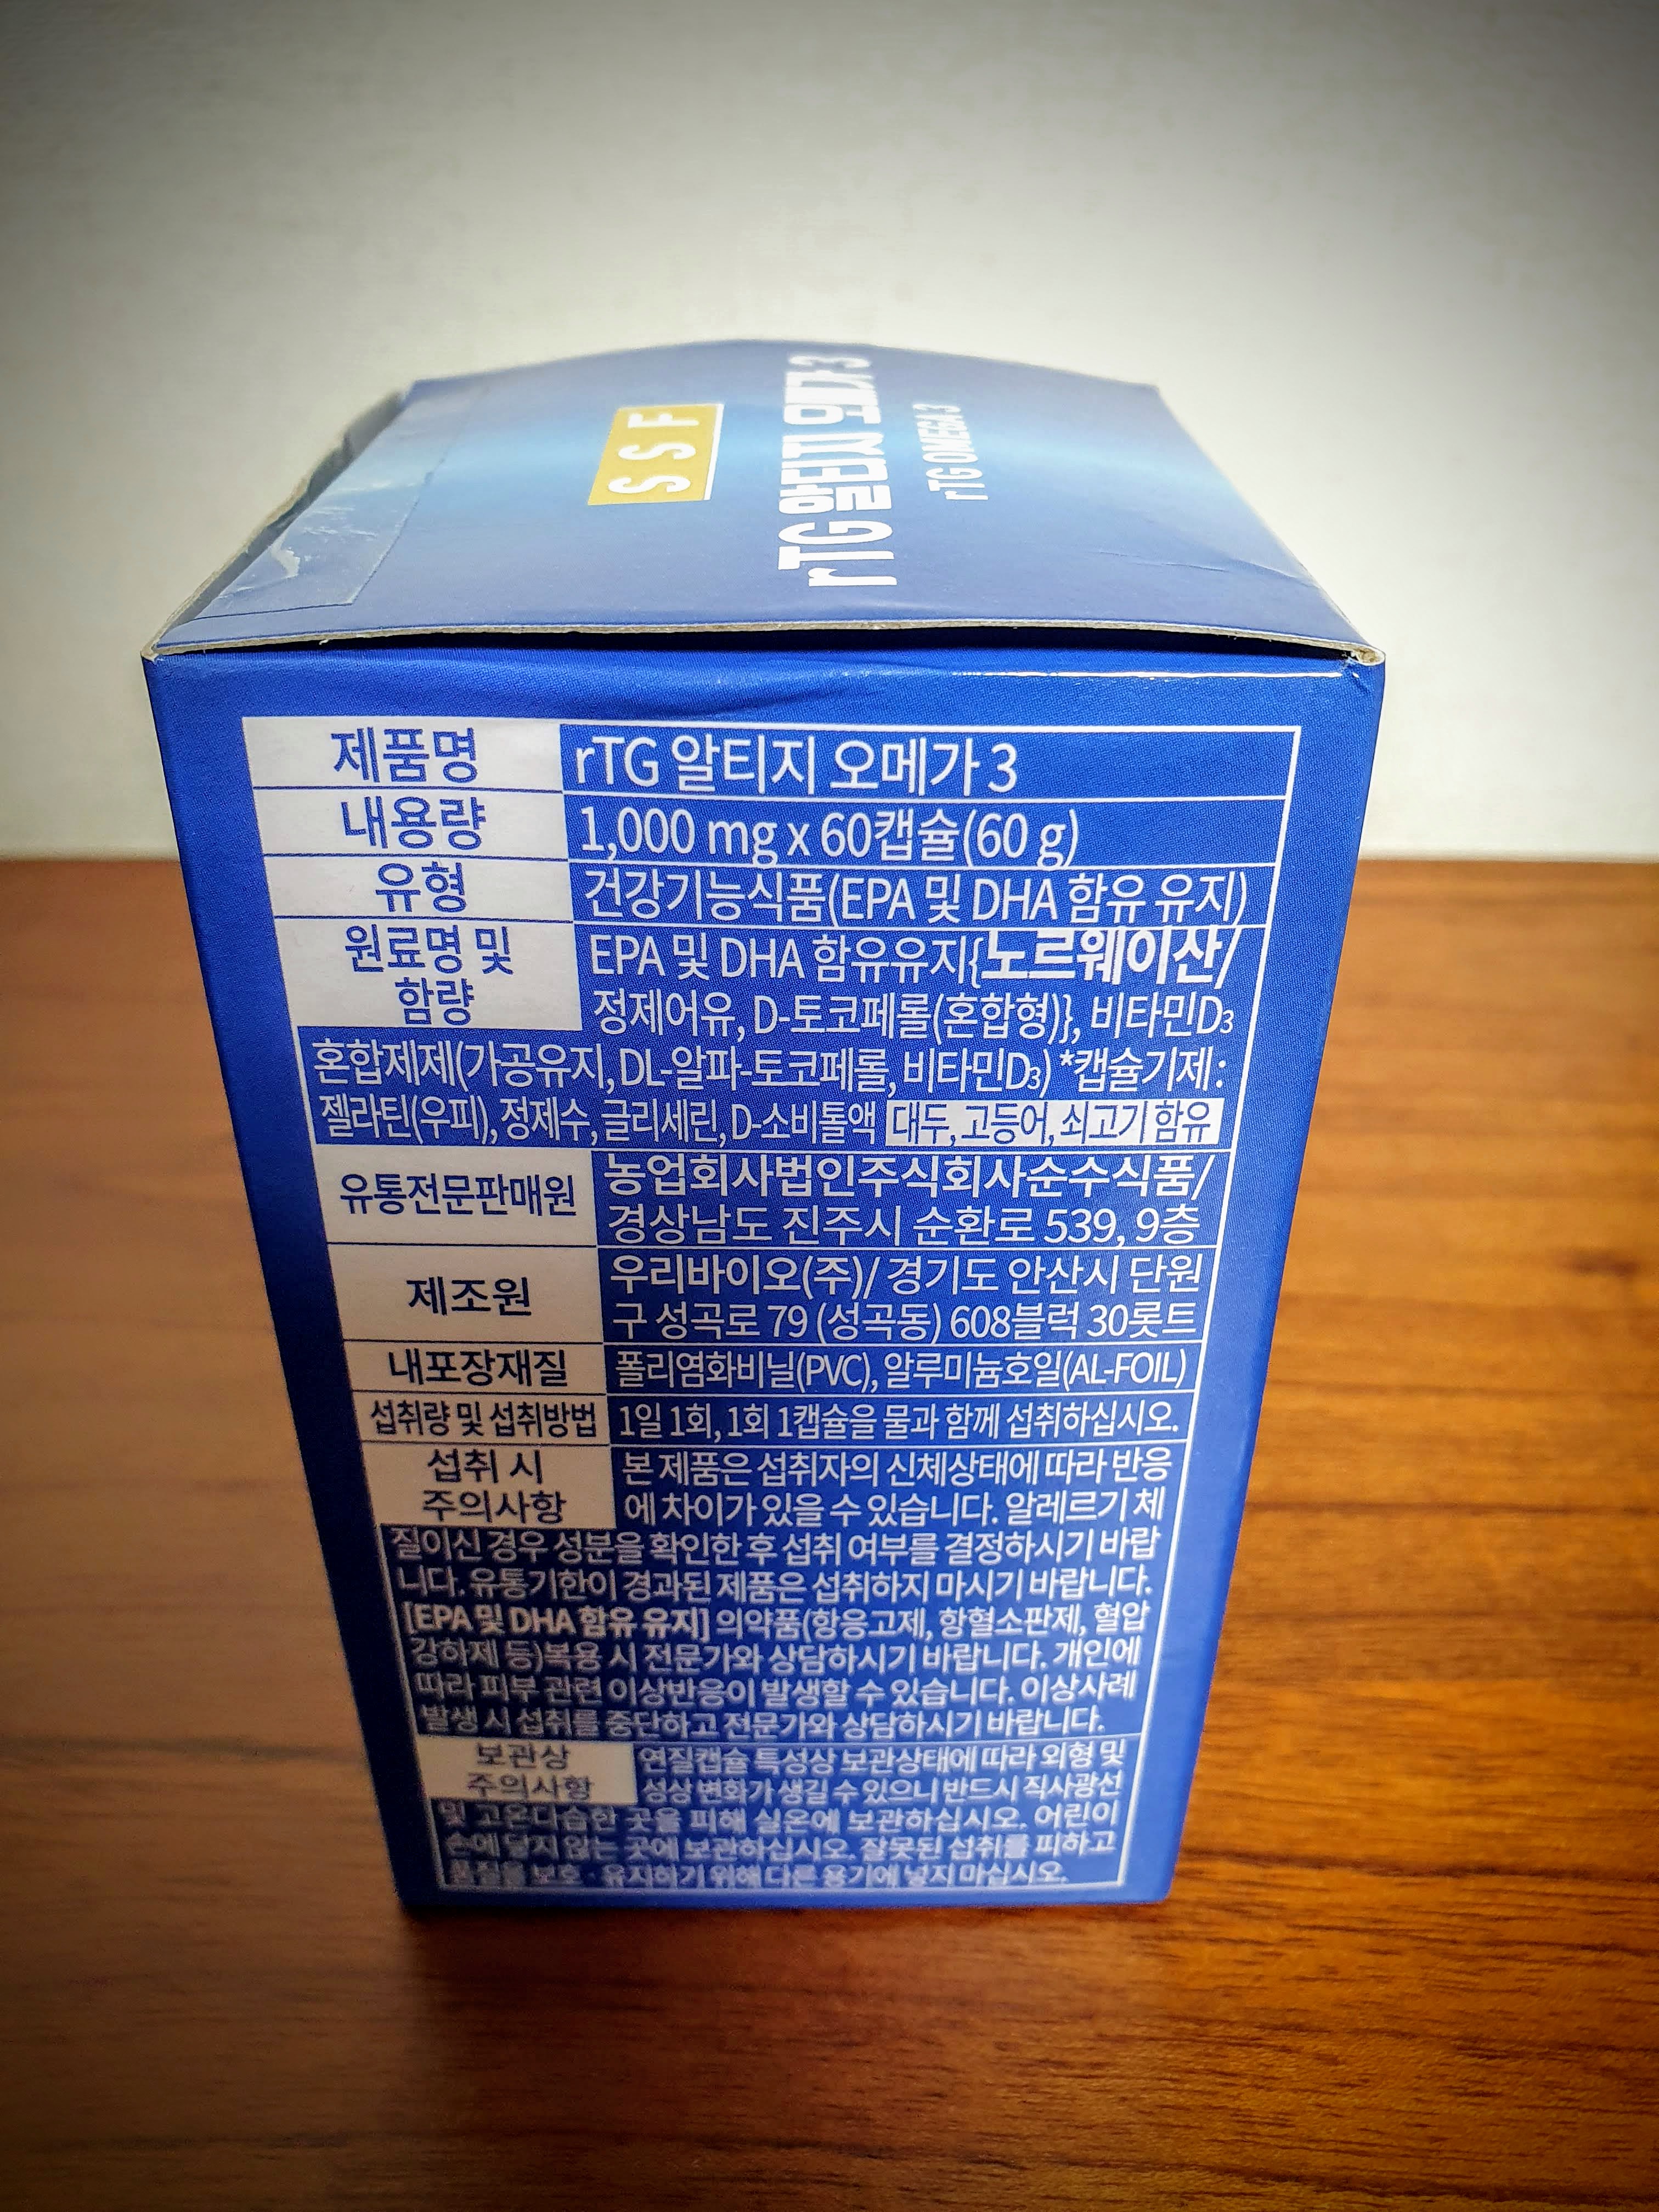 SSF
rTG 알티지 오메가 3
rTG OMEGA 3
제품명 rTG 알티지 오메가 3
내용량 1,000 mg x 60캡슐(60 g)
유형 건강기능식품(EPA 및 DHA 함유 유지)
원료명 및 함량 EPA 및 DHA 함유유지{노르웨이산/
정제어유, D-토코페롤(혼합형)}, 비타민D₃
혼합제제(가공유지, DL-알파-토코페롤, 비타민D₃) *캡슐기제:
젤라틴(우피), 정제수, 글리세린, D-소비톨액 대두, 고등어, 쇠고기 함유
유통전문판매원 농업회사법인주식회사순수식품/
경상남도 진주시 순환로 539, 9층
제조원 우리바이오(주)/ 경기도 안산시 단원
구 성곡로 79 (성곡동) 608블럭 30롯트
내포장재질 폴리염화비닐(PVC), 알루미늄호일(AL-FOIL)
섭취량 및 섭취방법 1일 1회, 1회 1캡슐을 물과 함께 섭취하십시오.
섭취 시 주의사항 본 제품은 섭취자의 신체상태에 따라 반응
에 차이가 있을 수 있습니다. 알레르기 체
질이신 경우 성분을 확인한 후 섭취 여부를 결정하시기 바랍
니다. 유통기한이 경과된 제품은 섭취하지 마시기 바랍니다.
[EPA 및 DHA 함유 유지] 의약품(항응고제, 항혈소판제, 혈압
강하제 등)복용 시 전문가와 상담하시기 바랍니다. 개인에
따라 피부 관련 이상반응이 발생할 수 있습니다. 이상사례
발생 시 섭취를 중단하고 전문가와 상담하시기 바랍니다.
보관상 주의사항 연질캡슐 특성상 보관상태에 따라 외형 및
성상 변화가 생길 수 있으니 반드시 직사광선
및 고온다습한 곳을 피해 실온에 보관하십시오. 어린이
손에 닿지 않는 곳에 보관하십시오. 잘못된 섭취를 피하고
품질을 보호 · 유지하기 위해 다른 용기에 넣지 마십시오.